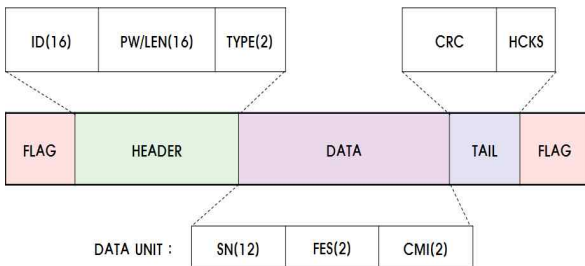 ID(16) PW/LEN(16) TYPE(2) CRC HCKS
FLAG HEADER DATA TAIL FLAG
DATA UNIT : SN(12) FES(2) CMI(2)